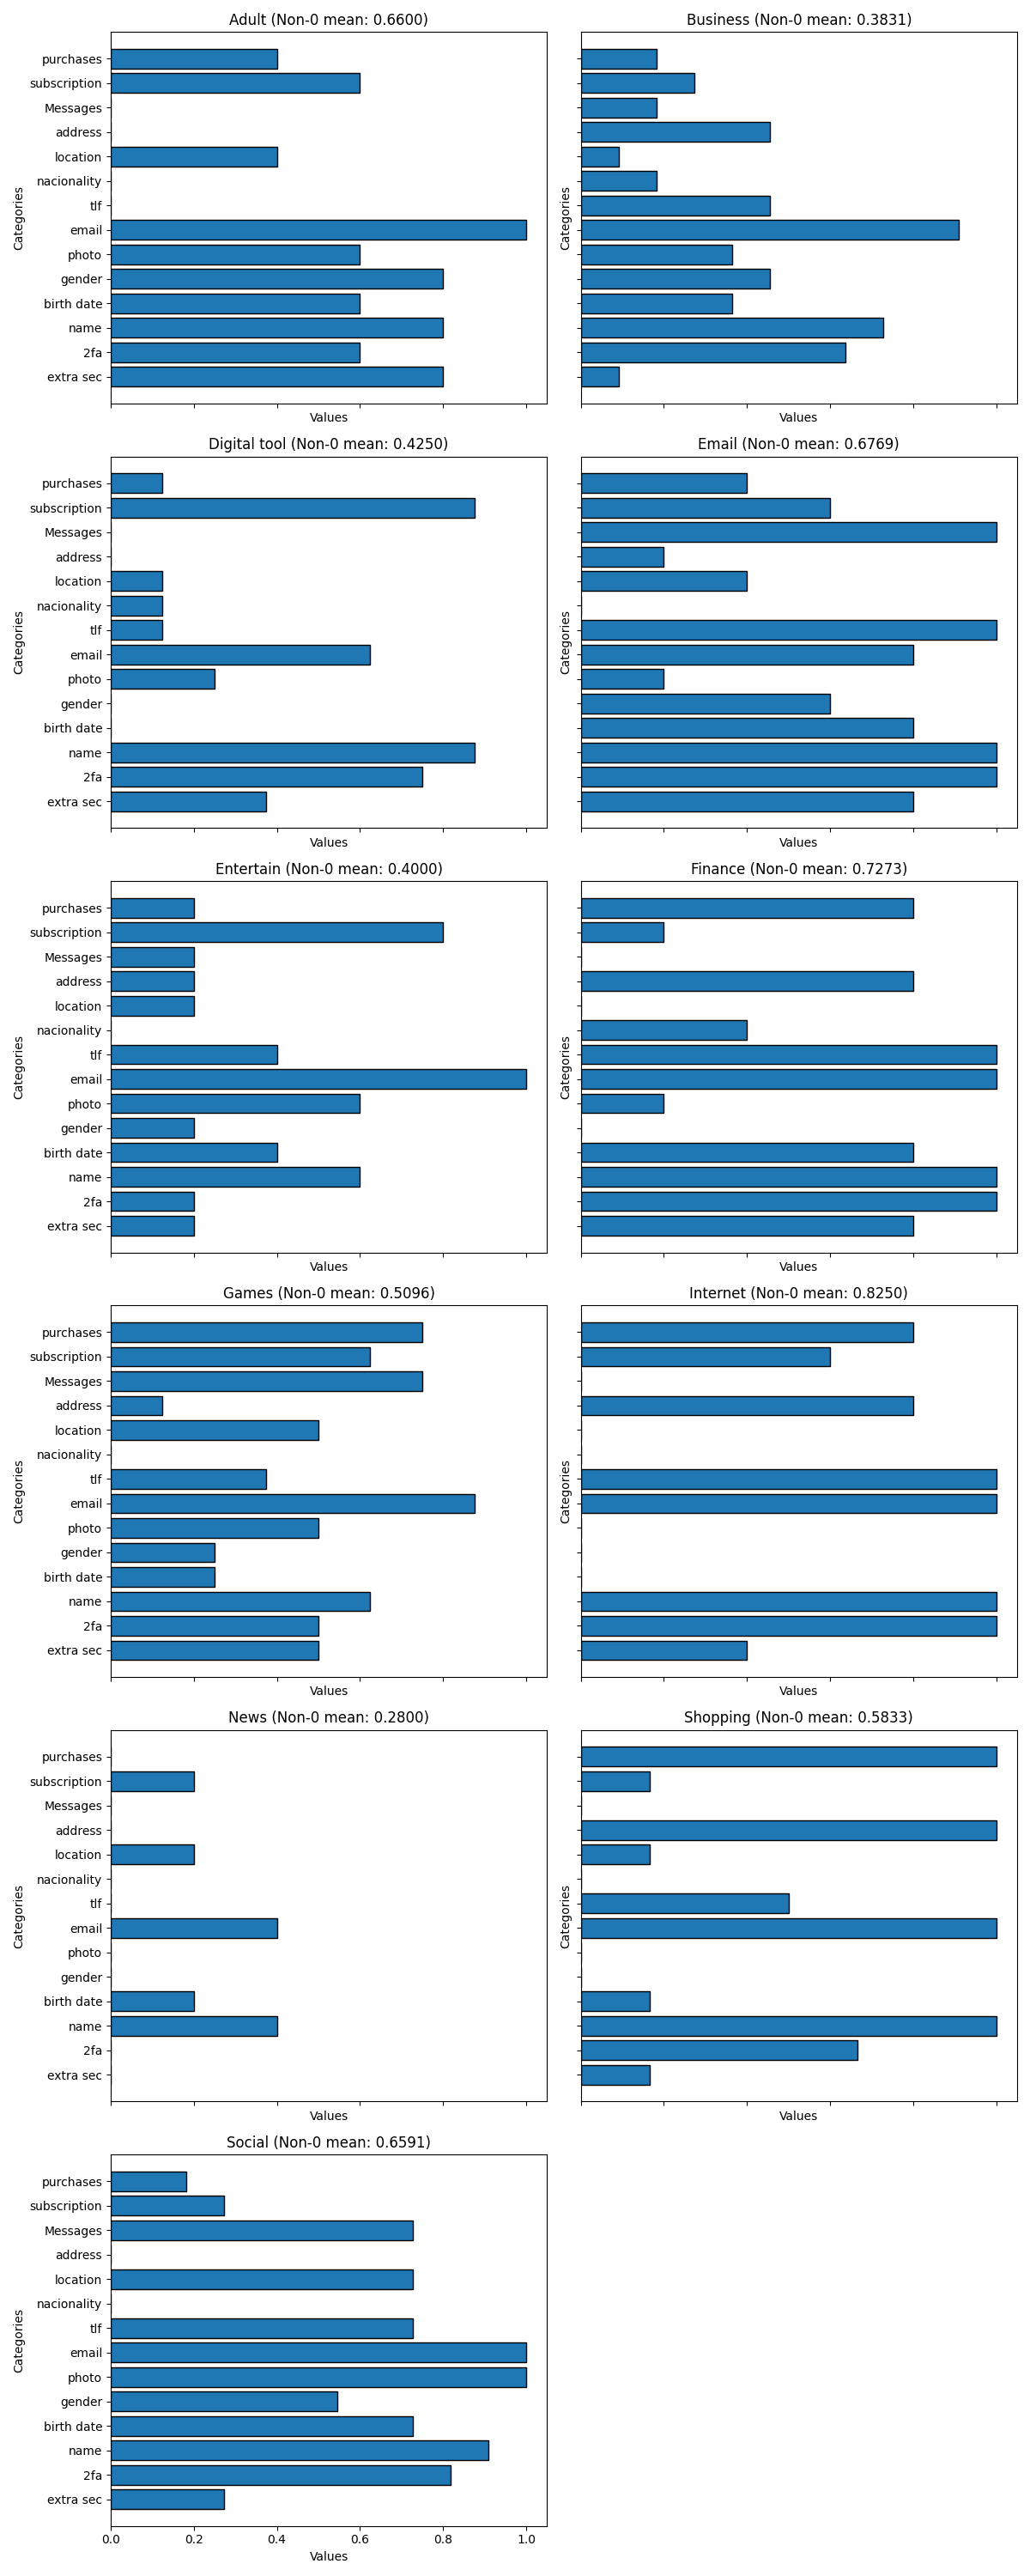 Adult (Non-0 mean: 0.6600)
purchases
subscription
Messages
address
location
nacionality
tlf
email
photo
gender
birth date
name
2fa
extra sec
Categories
Values
Business (Non-0 mean: 0.3831)
Categories
Values
Digital tool (Non-0 mean: 0.4250)
purchases
subscription
Messages
address
location
nacionality
tlf
email
photo
gender
birth date
name
2fa
extra sec
Categories
Values
Email (Non-0 mean: 0.6769)
Categories
Values
Entertain (Non-0 mean: 0.4000)
purchases
subscription
Messages
address
location
nacionality
tlf
email
photo
gender
birth date
name
2fa
extra sec
Categories
Values
Finance (Non-0 mean: 0.7273)
Categories
Values
Games (Non-0 mean: 0.5096)
purchases
subscription
Messages
address
location
nacionality
tlf
email
photo
gender
birth date
name
2fa
extra sec
Categories
Values
Internet (Non-0 mean: 0.8250)
Categories
Values
News (Non-0 mean: 0.2800)
purchases
subscription
Messages
address
location
nacionality
tlf
email
photo
gender
birth date
name
2fa
extra sec
Categories
Values
Shopping (Non-0 mean: 0.5833)
Categories
Values
Social (Non-0 mean: 0.6591)
purchases
subscription
Messages
address
location
nacionality
tlf
email
photo
gender
birth date
name
2fa
extra sec
Categories
0.0 0.2 0.4 0.6 0.8 1.0
Values